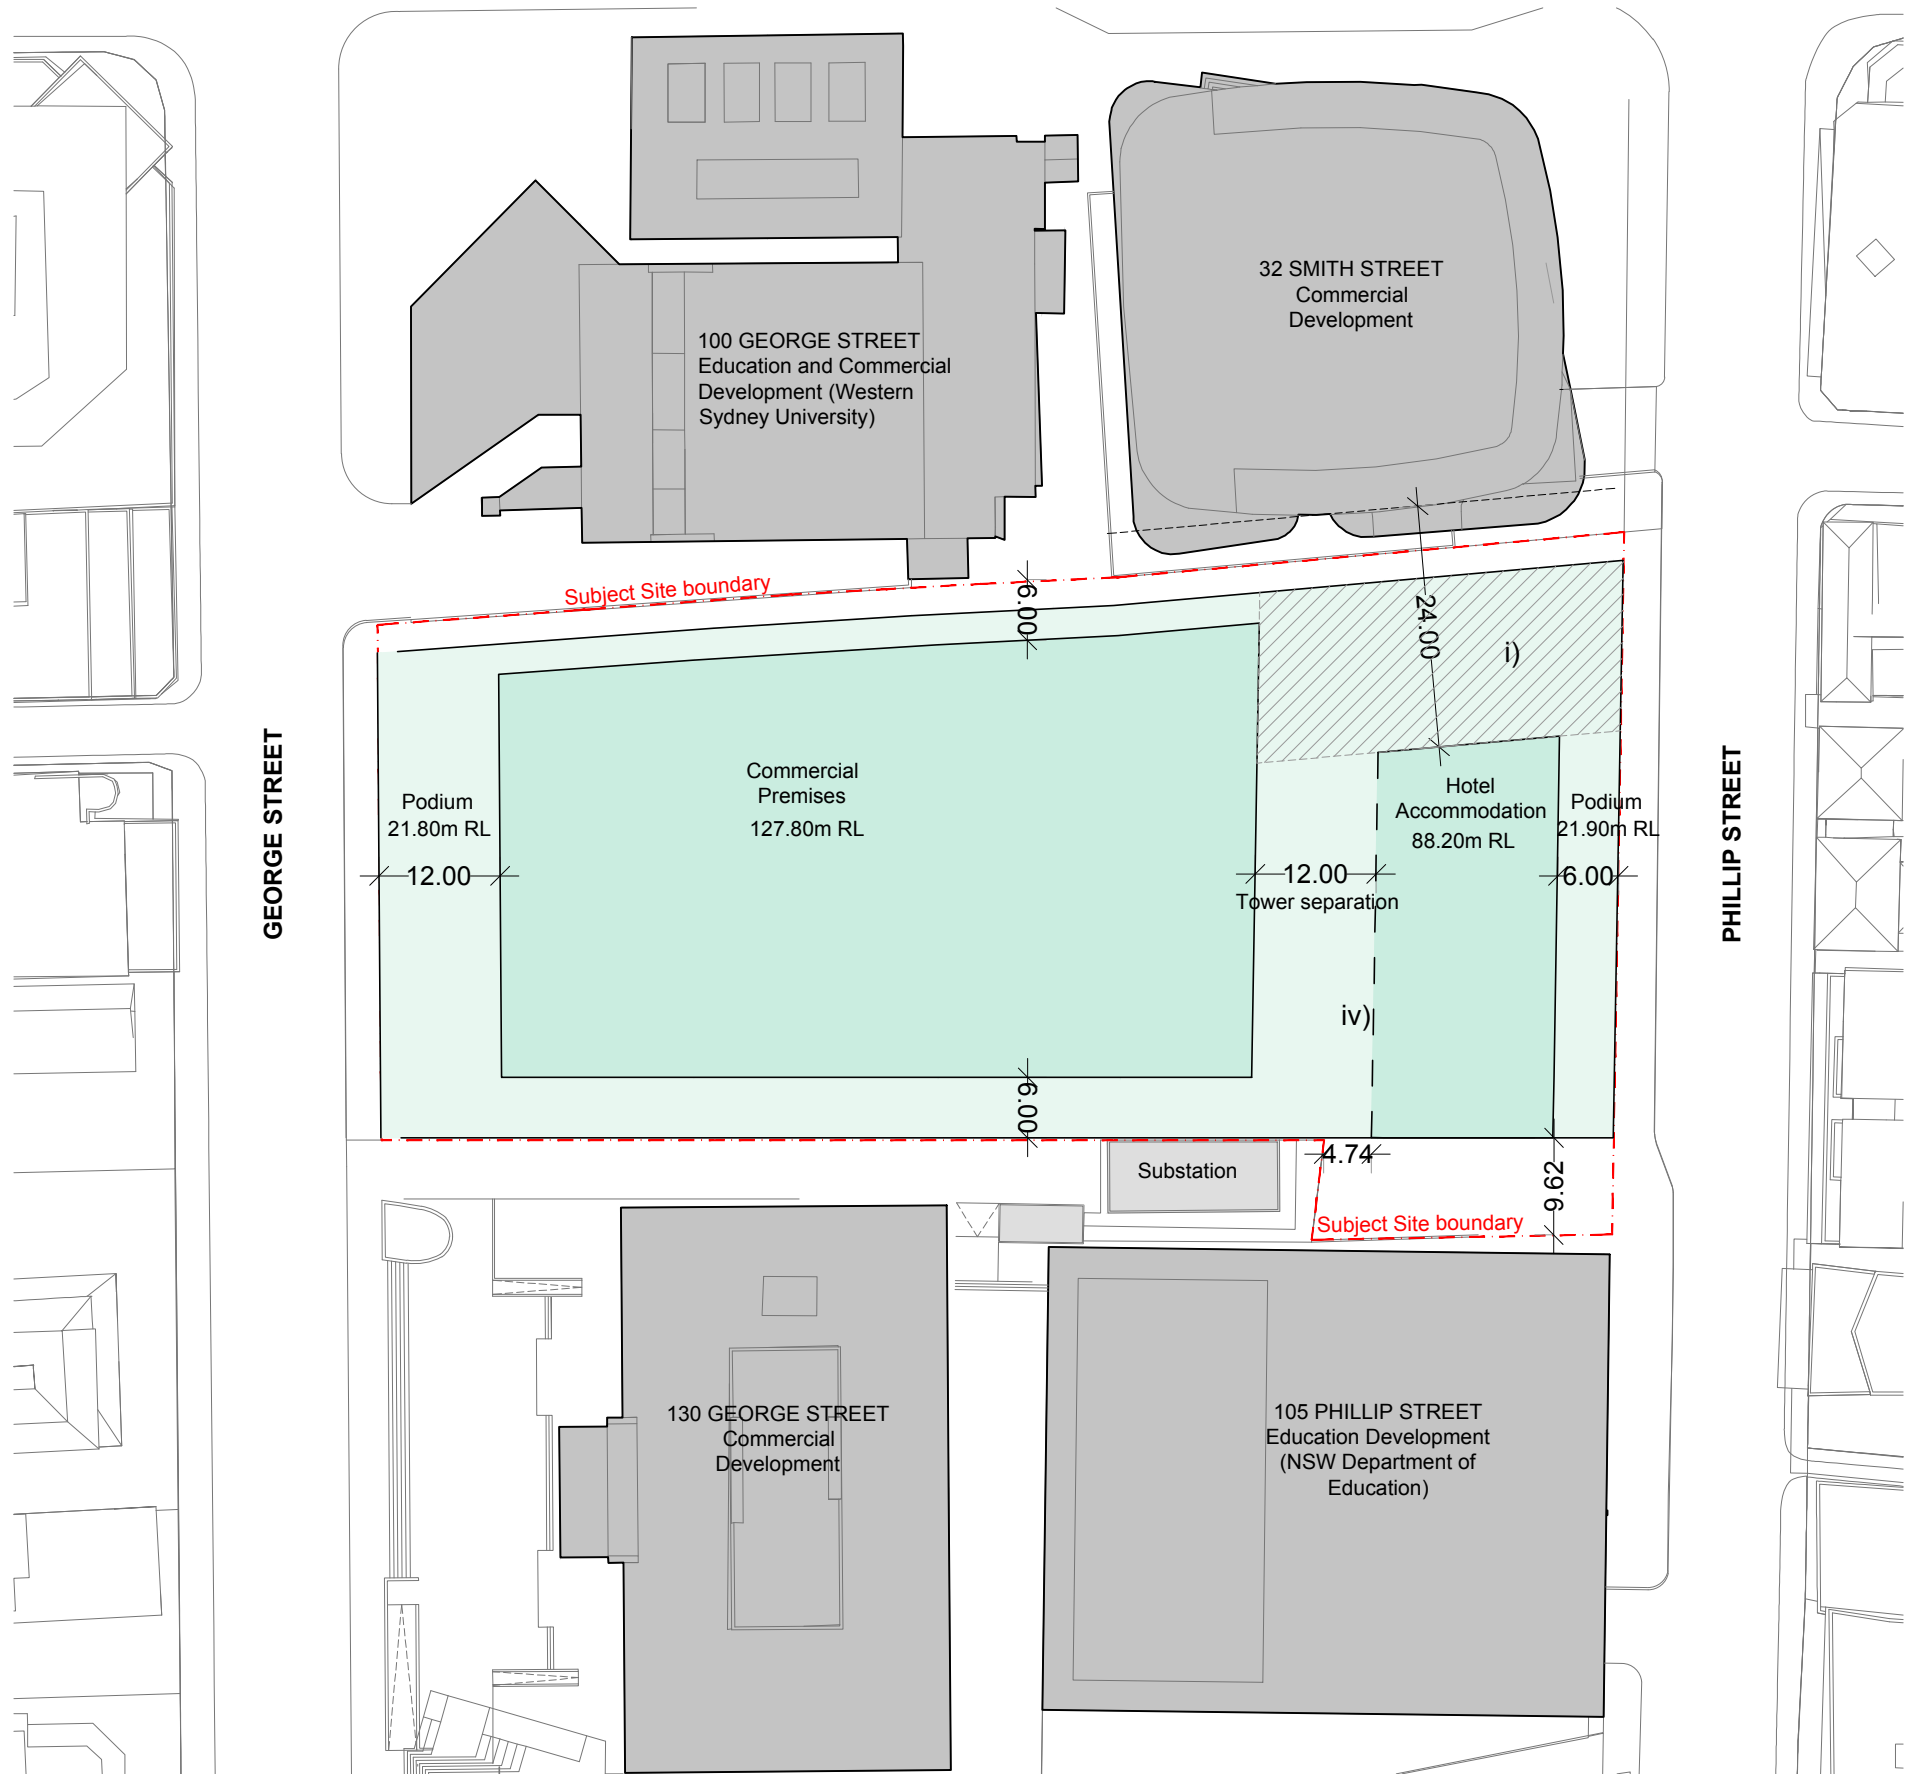 32 SMITH STREET
Commercial
Development
100 GEORGE STREET
Education and Commercial
Development (Western
Sydney University)
Subject Site boundary
6.00
24.00
i)
GEORGE STREET
PHILLIP STREET
Podium
21.80m RL
12.00
Commercial
Premises
127.80m RL
12.00
Tower separation
Hotel
Accommodation
88.20m RL
Podium
21.90m RL
6.00
iv)
6.00
4.74
9.62
Substation
Subject Site boundary
130 GEORGE STREET
Commercial
Development
105 PHILLIP STREET
Education Development
(NSW Department of
Education)